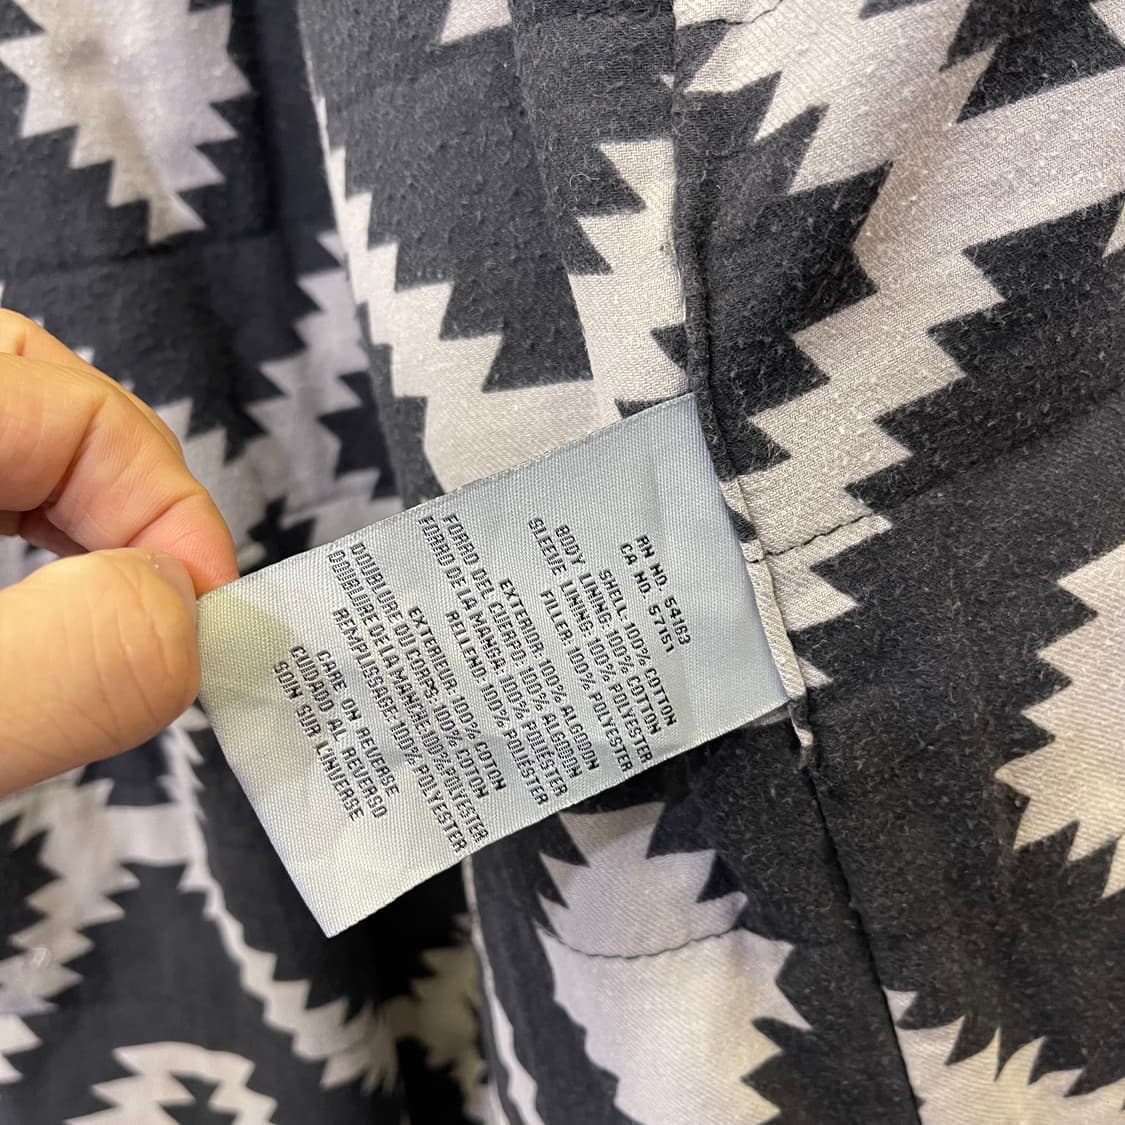 RN NO. 54163
CA NO. 57151
SHELL: 100% COTTON
BODY LINING: 100% COTTON
SLEEVE LINING: 100% POLYESTER
FILLER: 100% POLYESTER
EXTERIOR: 100% ALGODON
FORRO DEL CUERPO: 100% ALGODON
FORRO DE LA MANGA: 100% POLIESTER
RELLENO: 100% POLIESTER
EXTERIEUR: 100% COTON
DOUBLURE DU CORPS: 100% COTON
DOUBLURE DE LA MANCHE: 100% POLYESTER
REMPLISSAGE: 100% POLYESTER
CARE ON REVERSE
CUIDADO AL REVERSO
SOIN SUR L'INVERSE